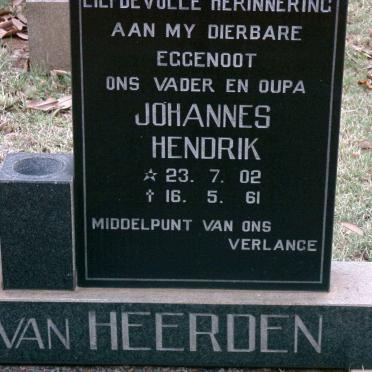 LIEFDEVOLLE HERINNERING
AAN MY DIERBARE
EGGENOOT
ONS VADER EN OUPA
JOHANNES
HENDRIK
☆ 23. 7. 02
✝ 16. 5. 61
MIDDELPUNT VAN ONS
VERLANGE
VAN HEERDEN